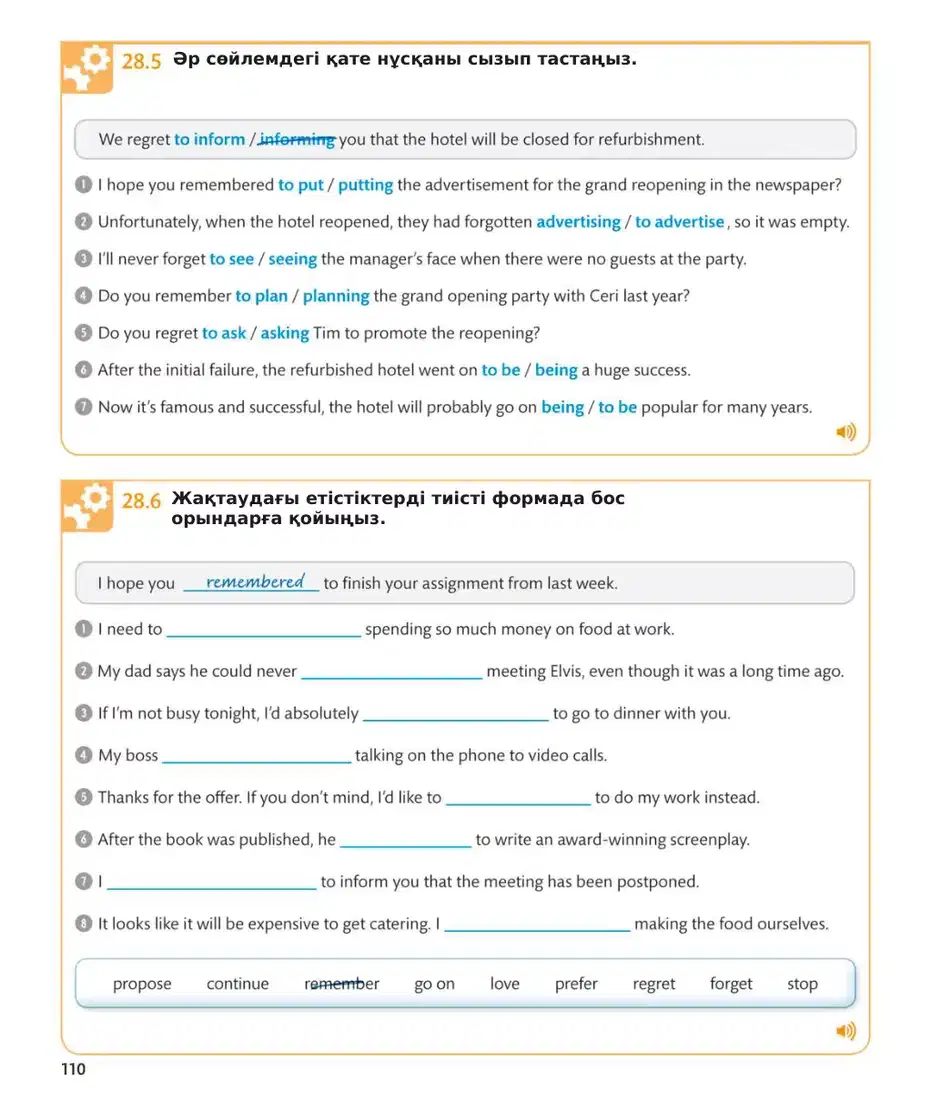 28.5 Әр сөйлемдегі қате нұсқаны сызып тастаңыз.
We regret to inform / informing you that the hotel will be closed for refurbishment.
1 I hope you remembered to put / putting the advertisement for the grand reopening in the newspaper?
2 Unfortunately, when the hotel reopened, they had forgotten advertising / to advertise, so it was empty.
3 I'll never forget to see / seeing the manager's face when there were no guests at the party.
4 Do you remember to plan / planning the grand opening party with Ceri last year?
5 Do you regret to ask / asking Tim to promote the reopening?
6 After the initial failure, the refurbished hotel went on to be / being a huge success.
7 Now it's famous and successful, the hotel will probably go on being / to be popular for many years.
28.6 Жақтаудағы етістіктерді тиісті формада бос
орындарға қойыңыз.
I hope you remembered to finish your assignment from last week.
1 I need to ____ spending so much money on food at work.
2 My dad says he could never ____ meeting Elvis, even though it was a long time ago.
3 If I'm not busy tonight, I'd absolutely ____ to go to dinner with you.
4 My boss ____ talking on the phone to video calls.
5 Thanks for the offer. If you don't mind, I'd like to ____ to do my work instead.
6 After the book was published, he ____ to write an award-winning screenplay.
7 I ____ to inform you that the meeting has been postponed.
8 It looks like it will be expensive to get catering. I ____ making the food ourselves.
propose continue remember go on love prefer regret forget stop
110